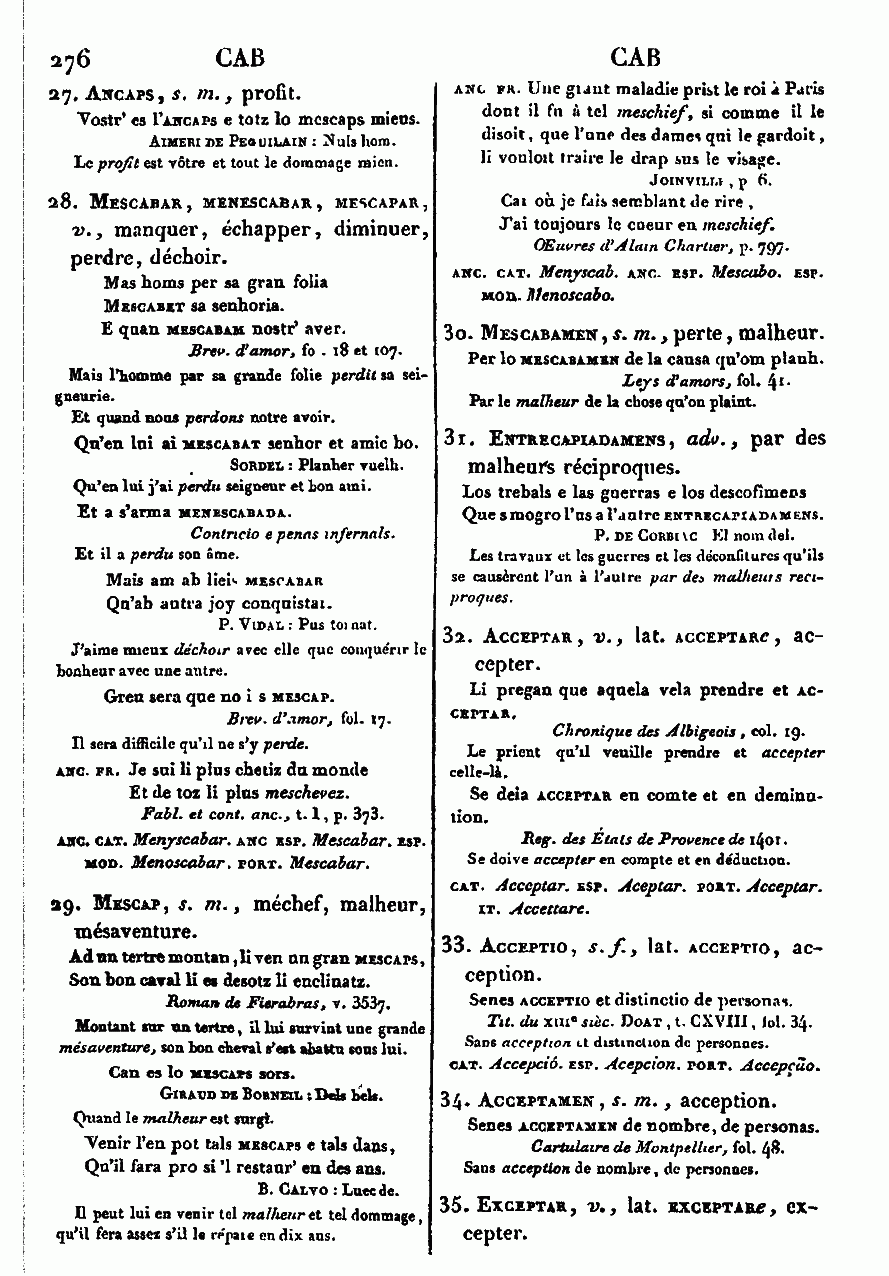 276 CAB CAB
27. ANCAPS, s. m., profit.
Vostr' es l'ANCAPS e totz lo mescaps mieus.
AIMERI DE PEGUILAIN : Nuls hom.
Le profit est vôtre et tout le dommage mien.
28. MESCABAR, MENESCABAR, MESCAPAR,
v., manquer, échapper, diminuer,
perdre, déchoir.
Mas homs per sa gran folia
MESCABET sa senhoria.
E quan MESCABAM nostr' aver.
Brev. d'amor, fo . 18 et 107.
Mais l'homme par sa grande folie perdit sa sei-
gneurie.
Et quand nous perdons notre avoir.
Qu'en lui ai MESCABAT senhor et amic bo.
SORDEL : Planher vuelh.
Qu'en lui j'ai perdu seigneur et bon ami.
Et a s'arma MENESCABADA.
Contricio e penas infernals.
Et il a perdu son âme.
Mais am ab lieis MESCABAR
Qu'ab autra joy conquistar.
P. VIDAL : Pus tornat.
J'aime mieux déchoir avec elle que conquérir le
bonheur avec une autre.
Greu sera que no i s MESCAP.
Brev. d'amor, fol. 17.
Il sera difficile qu'il ne s'y perde.
ANC. FR. Je sui li plus chetiz du monde
Et de toz li plus meschevez.
Fabl. et cont. anc., t. I, p. 373.
ANC. CAT. Menyscabar. ANC ESP. Mescabar. ESP.
MOD. Menoscabar. PORT. Mescabar.
29. MESCAP, s. m., méchef, malheur,
mésaventure.
Ad un tertre montan, li ven un gran MESCAPS,
Son bon caval li es desotz li enclinatz.
Roman de Fierabras, v. 3537.
Montant sur un tertre, il lui survint une grande
mésaventure, son bon cheval s'est abattu sous lui.
Can es lo MESCAPS sors.
GIRAUD DE BORNEIL : Dels bels.
Quand le malheur est surgi.
Venir l'en pot tals MESCAPS e tals dans,
Qu'il fara pro si 'l restaur' en des ans.
B. CALVO : Luecde.
Il peut lui en venir tel malheur et tel dommage,
qu'il fera assez s'il le répare en dix ans.
ANC. FR. Une giant maladie prist le roi à Paris
dont il fu à tel meschief, si comme il le
disoit, que l'une des dames qui le gardoit,
li vouloit traire le drap sus le visage.
JOINVILLE, p 6.
Car où je fais semblant de rire,
J'ai toujours le coeur en meschief.
Œuvres d'Alain Chartier, p. 797.
ANC. CAT. Menyscab. ANC. ESP. Mescabo. ESP.
MOD. Menoscabo.
30. MESCABAMEN, s. m., perte, malheur.
Per lo MESCABAMEN de la causa qu'om planh.
Leys d'amors, fol. 41.
Par le malheur de la chose qu'on plaint.
31. ENTRECAPIADAMENS, adv., par des
malheurs réciproques.
Los trebals e las guerras e los descofimens
Que smogro l'us a l'autre ENTRECAPIADAMENS.
P. DE CORBIAC El nom del.
Les travaux et les guerres et les déconfitures qu'ils
se causèrent l'un à l'autre par des malheurs reci-
proques.
32. ACCEPTAR, v., lat. ACCEPTARe, ac-
cepter.
Li pregan que aquela vela prendre et AC-
CEPTAR.
Chronique des Albigeois, col. 19.
Le prient qu'il veuille prendre et accepter
celle-là.
Se deia ACCEPTAR en comte et en deminu-
tion.
Reg. des États de Provence de 1401.
Se doive accepter en compte et en déduction.
CAT. Acceptar. ESP. Aceptar. PORT. Acceptar.
IT. Accettare.
33. ACCEPTIO, s. f., lat. ACCEPTIO, ac-
ception.
Senes ACCEPTIO et distinctio de personas.
Tit. du XIIIe sièc. DOAT, t. CXVIII, fol. 34.
Sans acception et distinction de personnes.
CAT. Accepció. ESP. Acepcion. PORT. Accepção.
34. ACCEPTAMEN, s. m., acception.
Senes ACCEPTAMEN de nombre, de personas.
Cartulaire de Montpellier, fol. 48.
Sans acception de nombre, de personnes.
35. EXCEPTAR, v., lat. EXCEPTARe, ex-
cepter.